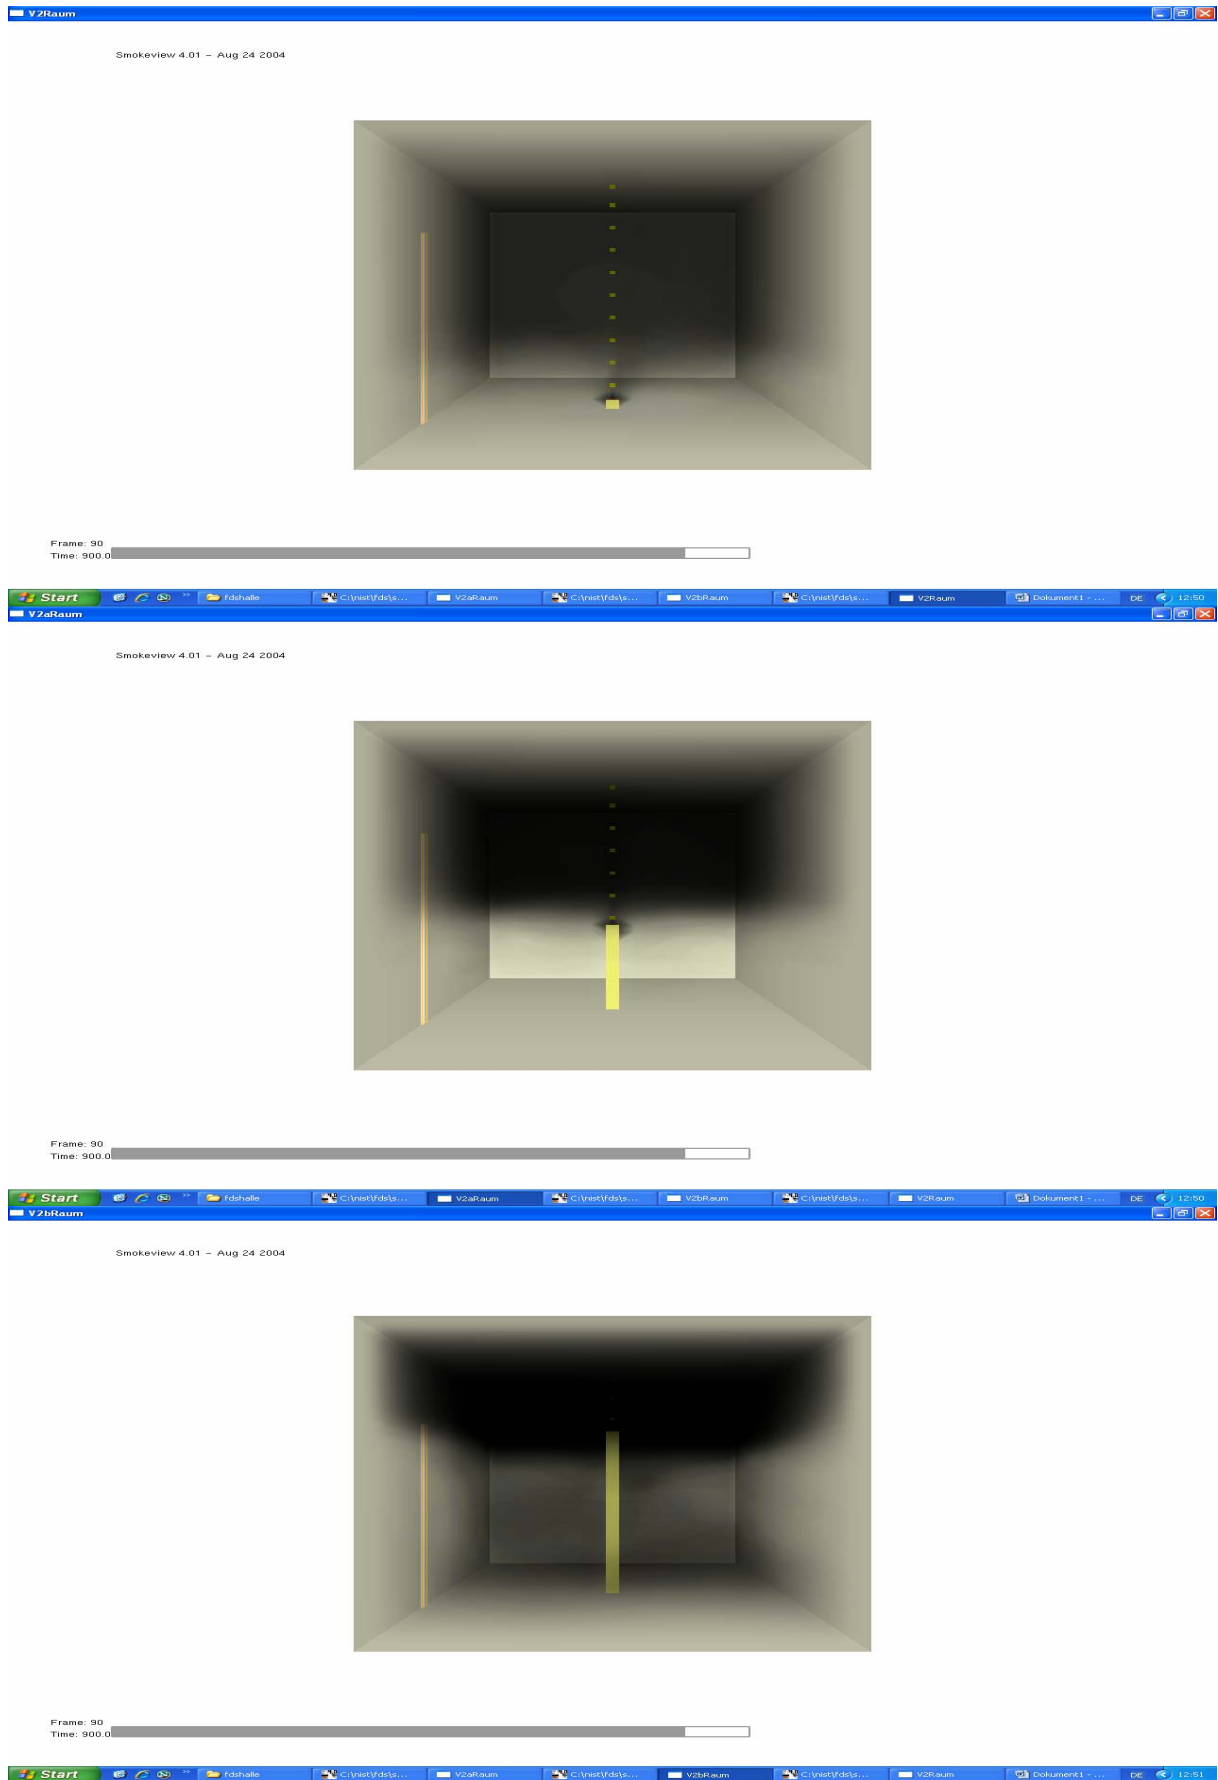 V2Raum
Smokeview 4.01 – Aug 24 2004
Frame: 90
Time: 900.0
Start » fdshalle C:\nist\fds\s... V2aRaum C:\nist\fds\s... V2bRaum C:\nist\fds\s... V2Raum Dokument1 - ... DE 12:50
V2aRaum
Smokeview 4.01 – Aug 24 2004
Frame: 90
Time: 900.0
Start » fdshalle C:\nist\fds\s... V2aRaum C:\nist\fds\s... V2bRaum C:\nist\fds\s... V2Raum Dokument1 - ... DE 12:50
V2bRaum
Smokeview 4.01 – Aug 24 2004
Frame: 90
Time: 900.0
Start » fdshalle C:\nist\fds\s... V2aRaum C:\nist\fds\s... V2bRaum C:\nist\fds\s... V2Raum Dokument1 - ... DE 12:51